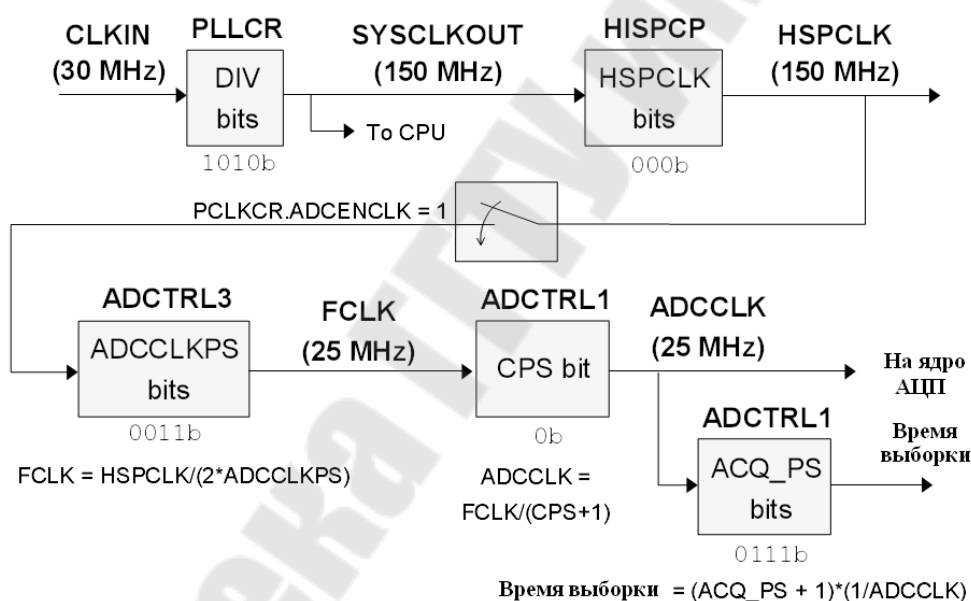 CLKIN
(30 MHz)
PLLCR
DIV
bits
1010b
SYSCLKOUT
(150 MHz)
To CPU
HISPCP
HSPCLK
bits
000b
HSPCLK
(150 MHz)
PCLKCR.ADCENCLK = 1
ADCTRL3
ADCCLKPS
bits
0011b
FCLK = HSPCLK/(2*ADCCLKPS)
FCLK
(25 MHz)
ADCTRL1
CPS bit
0b
ADCCLK =
FCLK/(CPS+1)
ADCCLK
(25 MHz)
На ядро
АЦП
ADCTRL1
ACQ_PS
bits
0111b
Время
выборки
Время выборки = (ACQ_PS + 1)*(1/ADCCLK)